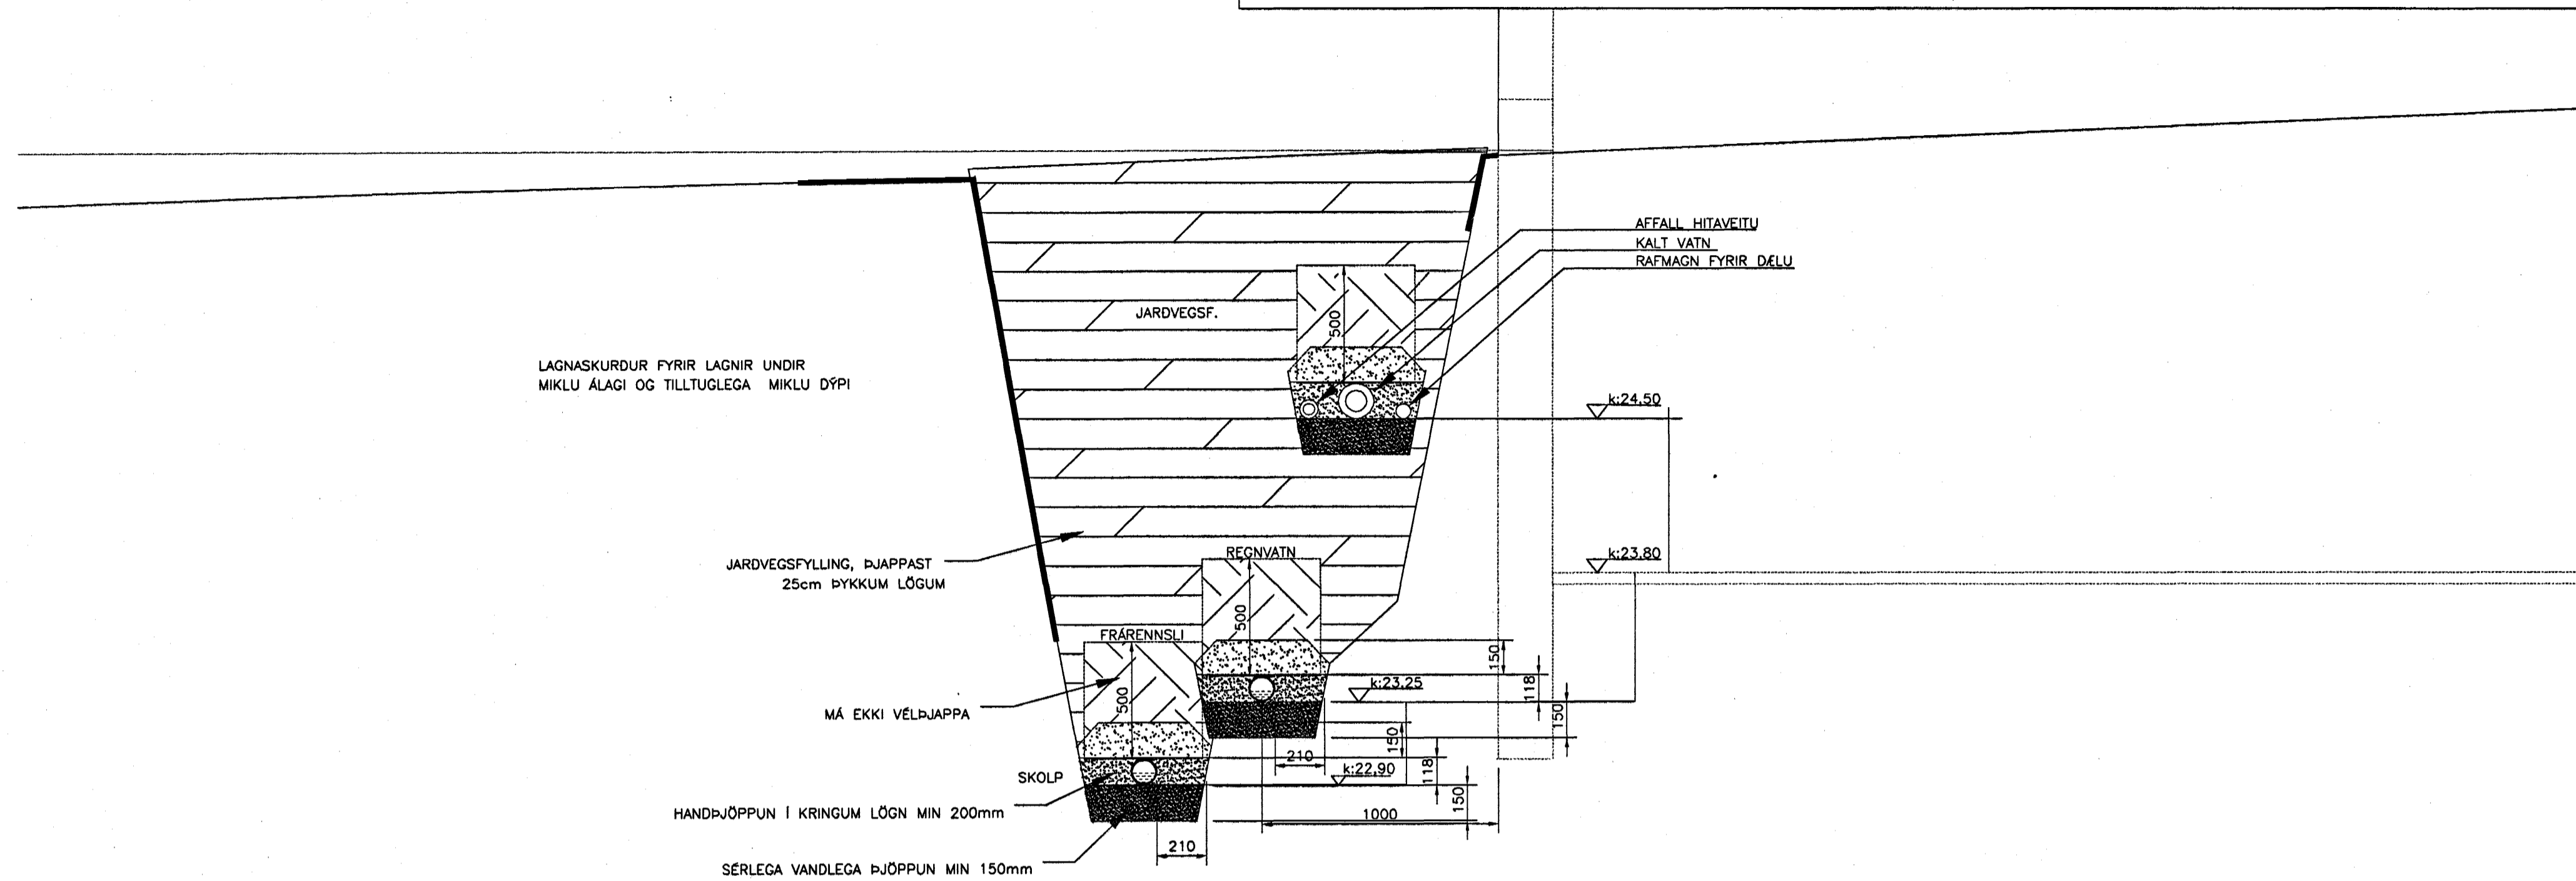 AFFALL HITAVEITU
KALT VATN
RAFMAGN FYRIR DÆLU
JARDVEGSF.
500
LAGNASKURDUR FYRIR LAGNIR UNDIR
MIKLU ÁLAGI OG TILLTUGLEGA MIKLU DÝPI
k:24,50
k:23,80
JARDVEGSFYLLING, ÞJAPPAST
25cm ÞYKKUM LÖGUM
REGNVATN
500
FRÁRENNSLI
500
150
118
150
k:23,25
MÁ EKKI VÉLÞJAPPA
150
118
150
210
k:22,90
SKOLP
HANDÞJÖPPUN Í KRINGUM LÖGN MIN 200mm
1000
210
SÉRLEGA VANDLEGA ÞJÖPPUN MIN 150mm